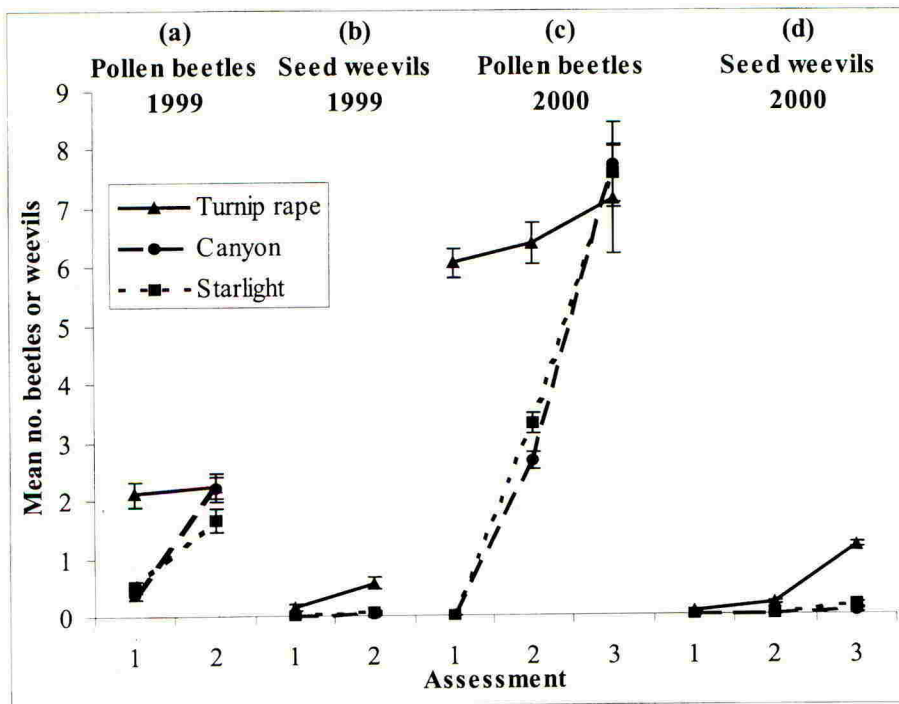 (a) (b) (c) (d)
Pollen beetles Seed weevils Pollen beetles Seed weevils
1999 1999 2000 2000
Mean no. beetles or weevils
9
8
7
6
5
4
3
2
1
0
Turnip rape
Canyon
Starlight
1 2 1 2 1 2 3 1 2 3
Assessment